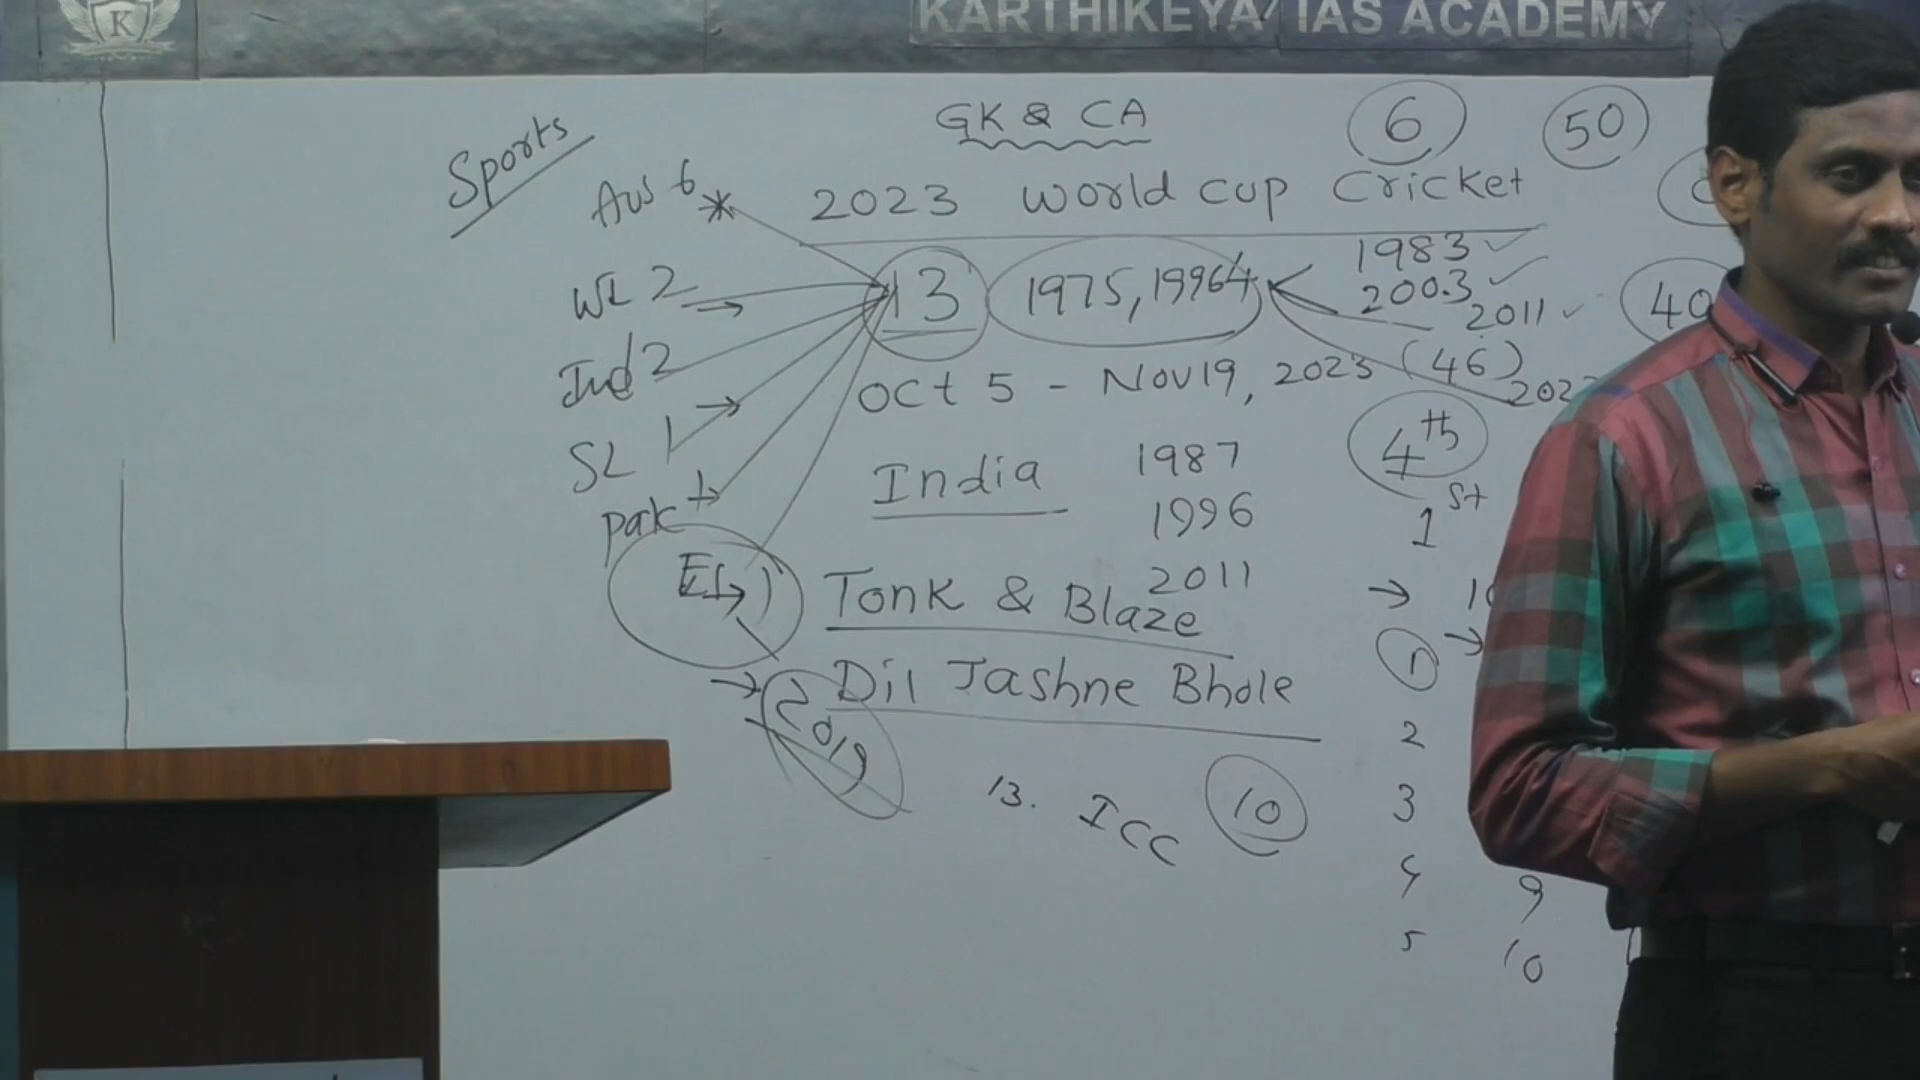 K
KARTHIKEYA IAS ACADEMY
GK & CA
6
50
Sports
2023 World Cup Cricket
Aus 6
WI 2
Ind 2
SL 1
Pak 1
13
1975, 1996
1983
2003
2011
40
Oct 5 - Nov 19, 2023 (46)
India
1987
1996
2011
4th
1st
Tonk & Blaze
Dil Jashne Bhole
2019
13. ICC 10
1
2
3
4
9
5
10